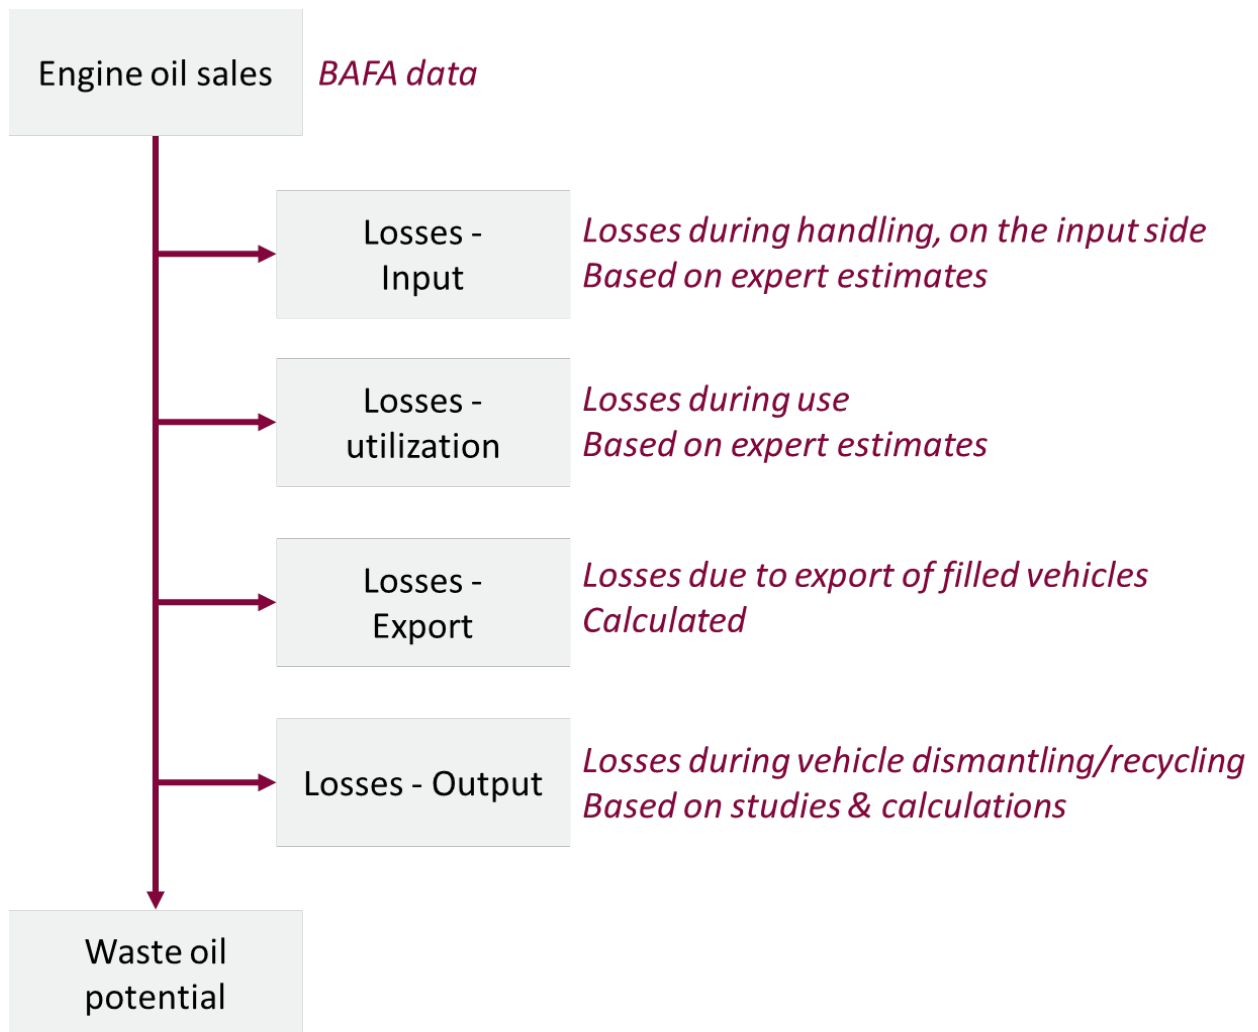 Engine oil sales
BAFA data
Losses -
Input
Losses during handling, on the input side
Based on expert estimates
Losses -
utilization
Losses during use
Based on expert estimates
Losses -
Export
Losses due to export of filled vehicles
Calculated
Losses - Output
Losses during vehicle dismantling/recycling
Based on studies & calculations
Waste oil
potential